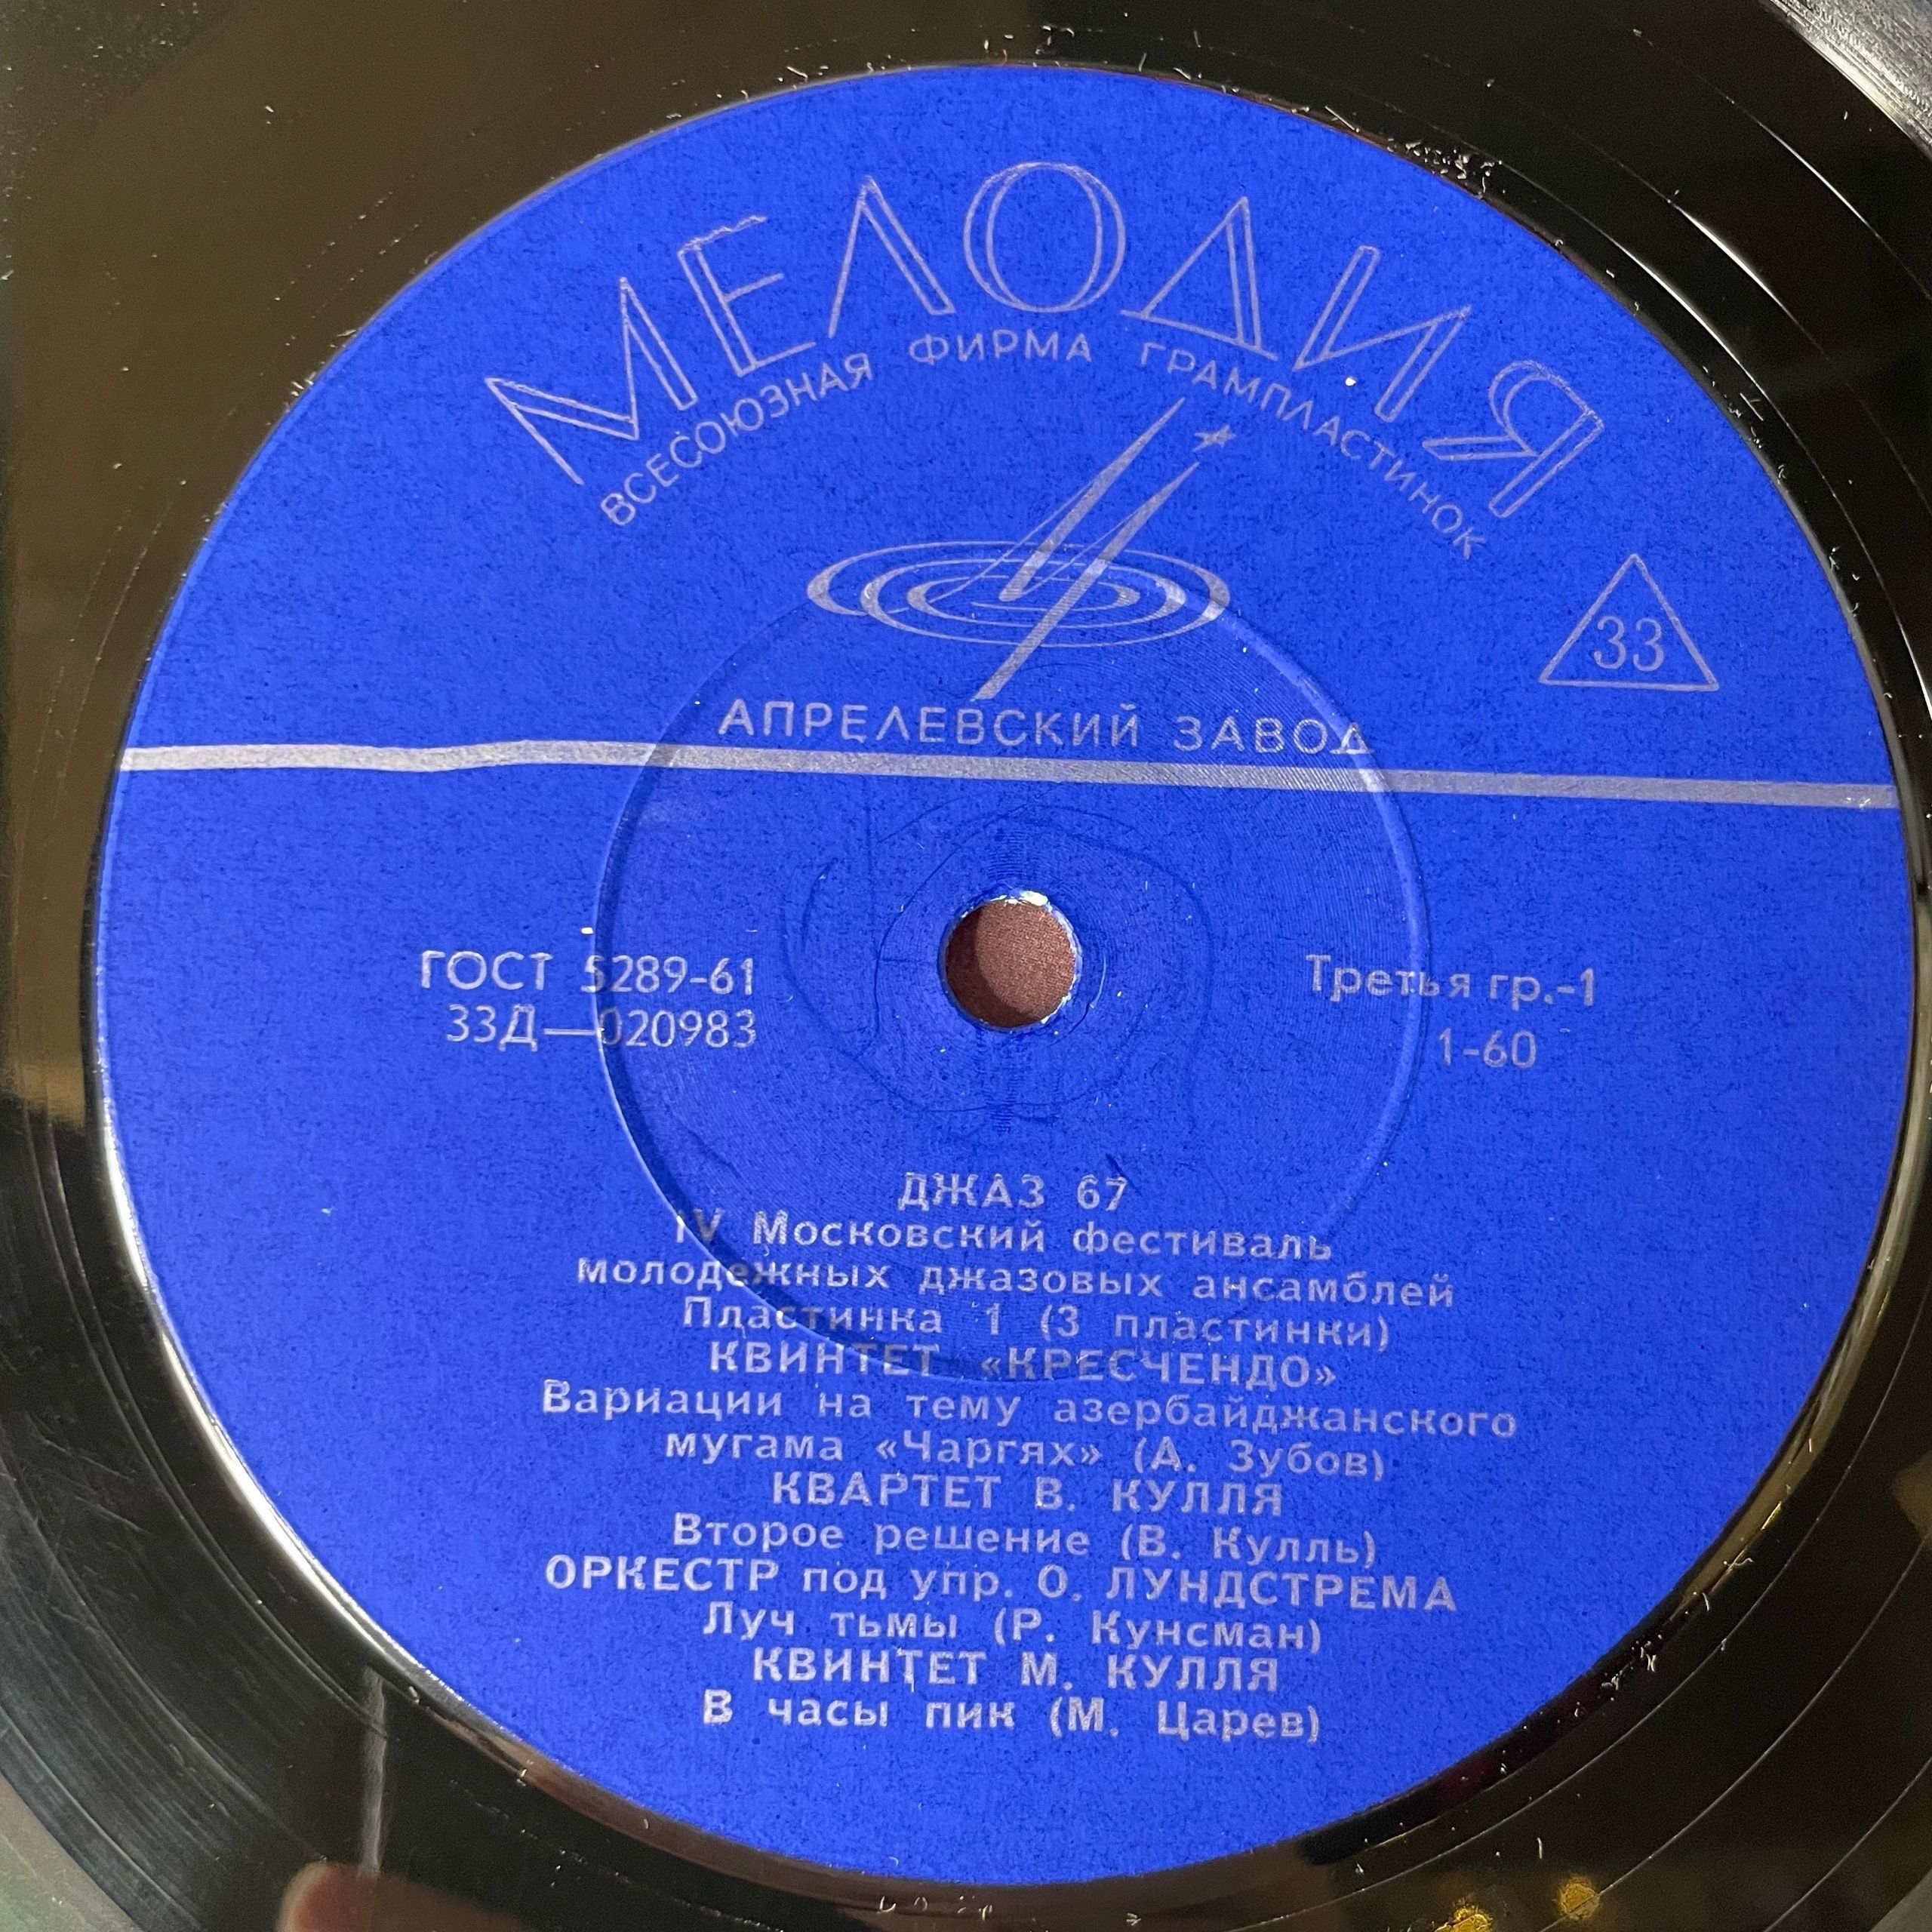 МЕЛОДИЯ
ВСЕСОЮЗНАЯ ФИРМА ГРАМПЛАСТИНОК
33
АПРЕЛЕВСКИЙ ЗАВОД
ГОСТ 5289-61
33Д—020983
Третья гр.-1
1-60
ДЖАЗ 67
IV Московский фестиваль
молодежных джазовых ансамблей
Пластинка 1 (3 пластинки)
КВИНТЕТ «КРЕСЧЕНДО»
Вариации на тему азербайджанского
мугама «Чаргях» (А. Зубов)
КВАРТЕТ В. КУЛЛЯ
Второе решение (В. Кулль)
ОРКЕСТР под упр. О. ЛУНДСТРЕМА
Луч тьмы (Р. Кунсман)
КВИНТЕТ М. КУЛЛЯ
В часы пик (М. Царев)